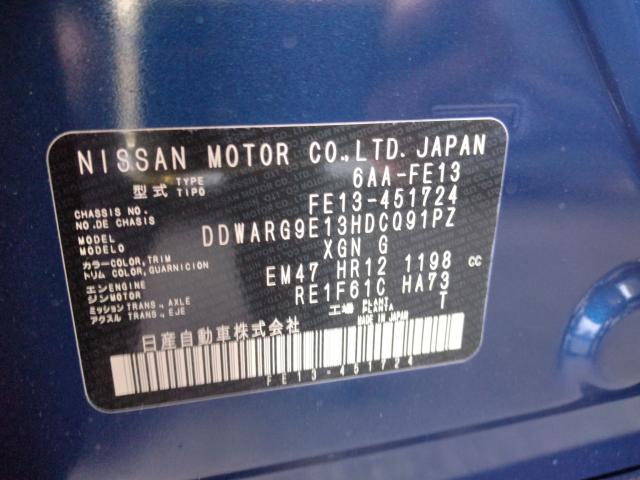 NISSAN MOTOR CO.,LTD. JAPAN
型式 TYPE TIPO 6AA-FE13
CHASSIS NO. NO.DE CHASSIS FE13-451724
MODEL MODELO DDWARG9E13HDCQ91PZ
カラー COLOR, TRIM トリム COLOR, GUARNICION XGN G
エンジン ENGINE MOTOR EM47 HR12 1198 cc
ミッション TRANS., AXLE アクスル TRANS., EJE RE1F61C HA73
工場 PLANT PLANTA T
日産自動車株式会社 MADE IN JAPAN
FE13-451724